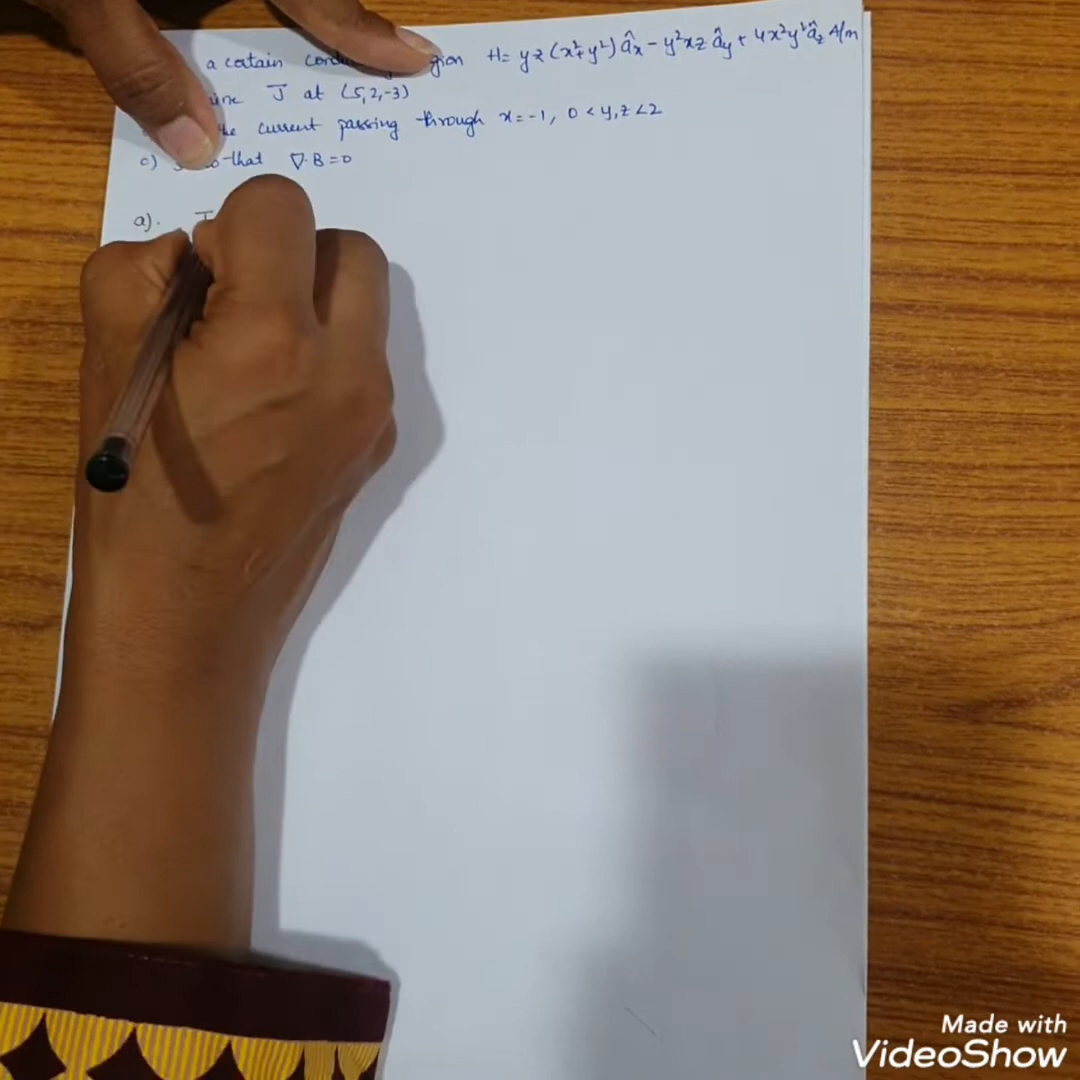 a certain H= yz (x²+y²) âx - y²xz ây + 4x²y² âz A/m
J at (5,2,-3)
current passing through x=-1, 0 < y,z <2
c) that ∇·B=0
a). J
Made with
VideoShow